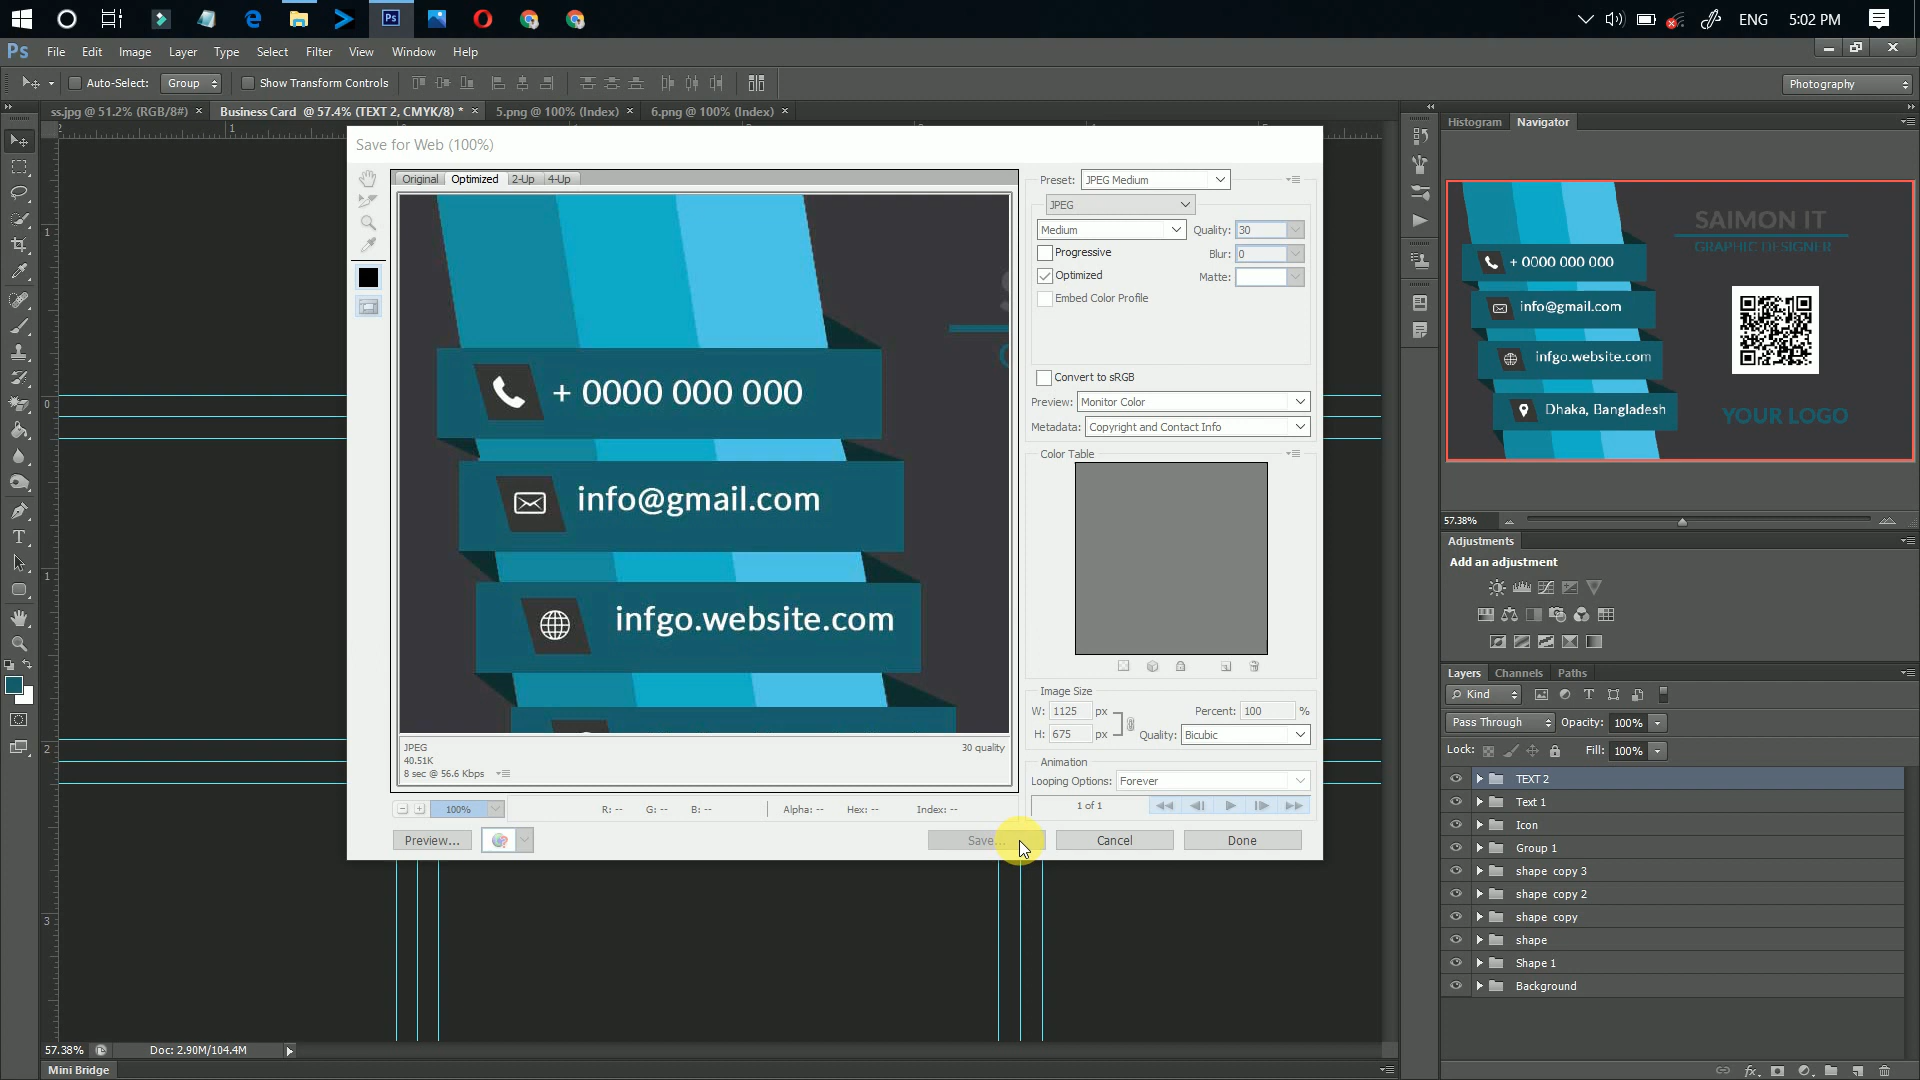 ENG 5:02 PM
Ps File Edit Image Layer Type Select Filter View Window Help
Auto-Select: Group Show Transform Controls Photography
ss.jpg @ 51.2% (RGB/8#) × Business Card @ 57.4% (TEXT 2, CMYK/8) * × 5.png @ 100% (Index) × 6.png @ 100% (Index) ×
Save for Web (100%)
Original Optimized 2-Up 4-Up
+ 0000 000 000
info@gmail.com
infgo.website.com
JPEG 30 quality
40.51K
8 sec @ 56.6 Kbps
100% R: -- G: -- B: -- Alpha: -- Hex: -- Index: --
Preview... Save... Cancel Done
Preset: JPEG Medium
JPEG
Medium Quality: 30
Progressive Blur: 0
Optimized Matte:
Embed Color Profile
Convert to sRGB
Preview: Monitor Color
Metadata: Copyright and Contact Info
Color Table
Image Size
W: 1125 px Percent: 100 %
H: 675 px Quality: Bicubic
Animation
Looping Options: Forever
1 of 1
Histogram Navigator
SAIMON IT
GRAPHIC DESIGNER
+ 0000 000 000
info@gmail.com
infgo.website.com
Dhaka, Bangladesh
YOUR LOGO
57.38%
Adjustments
Add an adjustment
Layers Channels Paths
Kind
Pass Through Opacity: 100%
Lock: Fill: 100%
TEXT 2
Text 1
Icon
Group 1
shape copy 3
shape copy 2
shape copy
shape
Shape 1
Background
57.38% Doc: 2.90M/104.4M
Mini Bridge